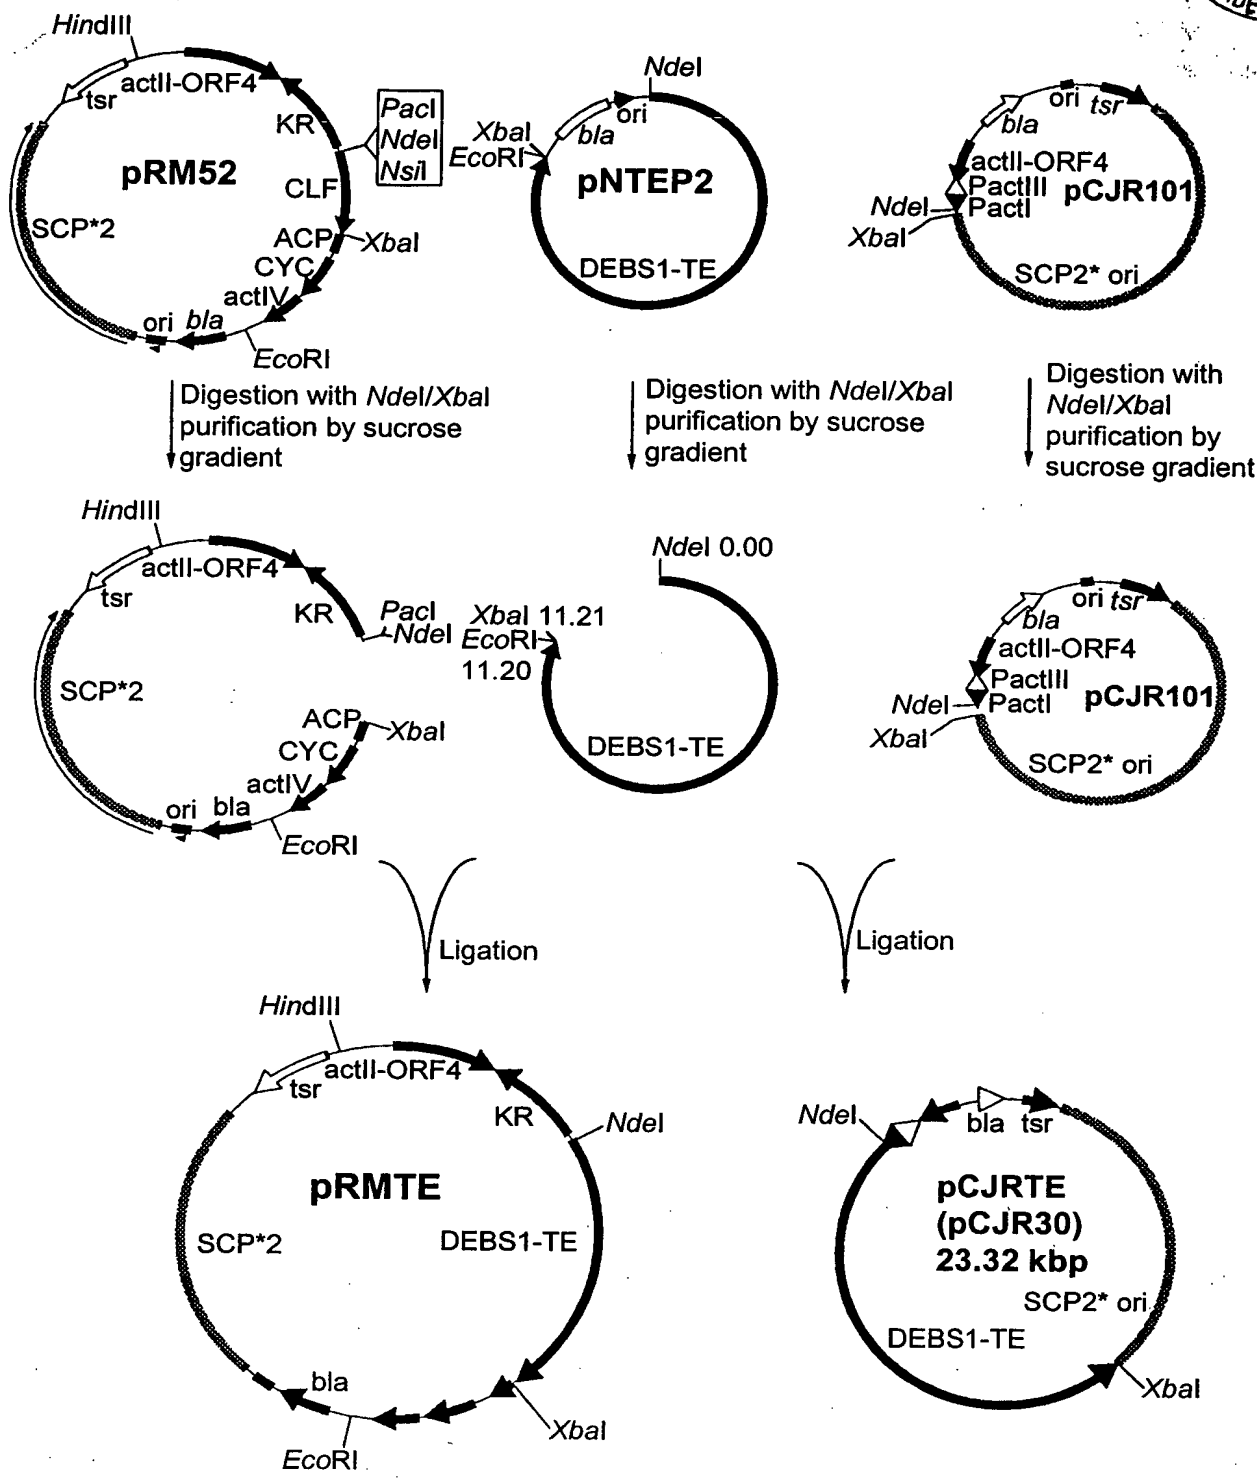 HindIII
actII-ORF4
tsr
KR
pRM52
PacI
NdeI
NsiI
CLF
SCP*2
ACP
XbaI
CYC
actIV
ori bla
EcoRI
NdeI
XbaI
EcoRI
bla
ori
pNTEP2
DEBS1-TE
ori tsr
bla
actII-ORF4
PactIII
PactI
pCJR101
NdeI
XbaI
SCP2* ori
Digestion with NdeI/XbaI
purification by sucrose
gradient
Digestion with NdeI/XbaI
purification by sucrose
gradient
Digestion with
NdeI/XbaI
purification by
sucrose gradient
HindIII
actII-ORF4
tsr
KR
PacI
NdeI
SCP*2
ACP
XbaI
CYC
actIV
ori bla
EcoRI
NdeI 0.00
XbaI 11.21
EcoRI
11.20
DEBS1-TE
ori tsr
bla
actII-ORF4
PactIII
PactI
pCJR101
NdeI
XbaI
SCP2* ori
Ligation
Ligation
HindIII
actII-ORF4
tsr
KR
NdeI
pRMTE
SCP*2
DEBS1-TE
bla
EcoRI
XbaI
NdeI
bla tsr
pCJRTE
(pCJR30)
23.32 kbp
SCP2* ori
DEBS1-TE
XbaI